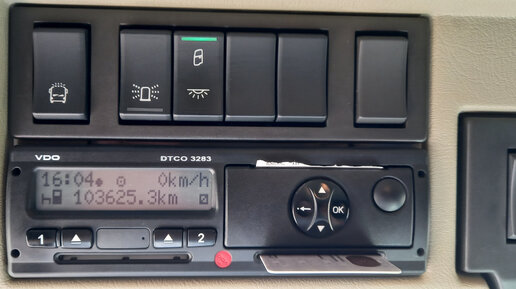 VDO DTCO 3283
16:04 0km/h
103625.3km
OK
1 2